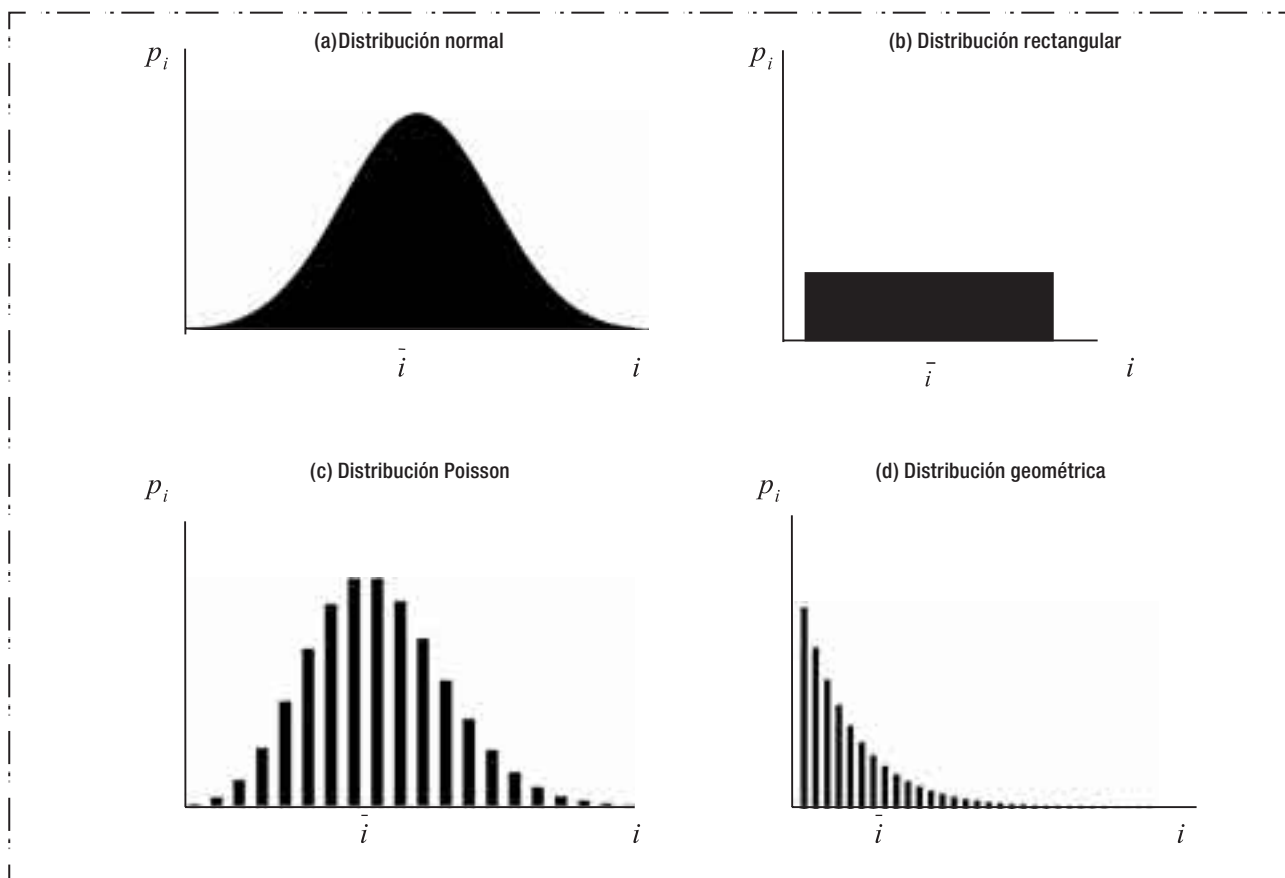 (a)Distribución normal
p_i
ī
i
(b) Distribución rectangular
p_i
ī
i
(c) Distribución Poisson
p_i
ī
i
(d) Distribución geométrica
p_i
ī
i